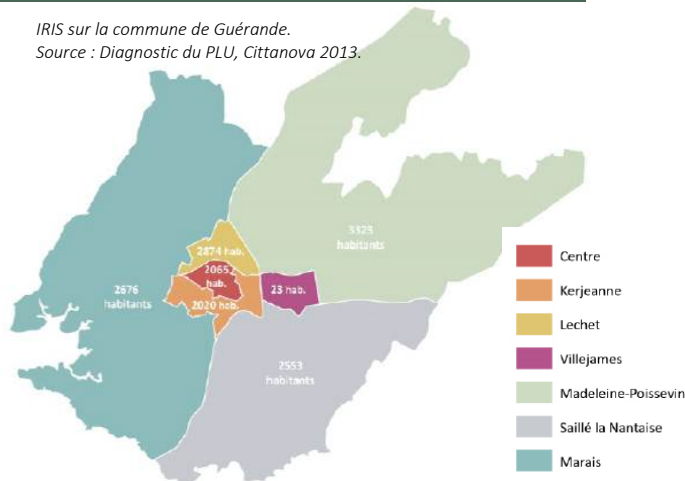 IRIS sur la commune de Guérande.
Source : Diagnostic du PLU, Cittanova 2013.
3323
habitants
2874 hab.
2065
hab.
2676
habitants
23 hab.
2020 hab.
2553
habitants
Centre
Kerjeanne
Lechet
Villejames
Madeleine-Poissevin
Saillé la Nantaise
Marais